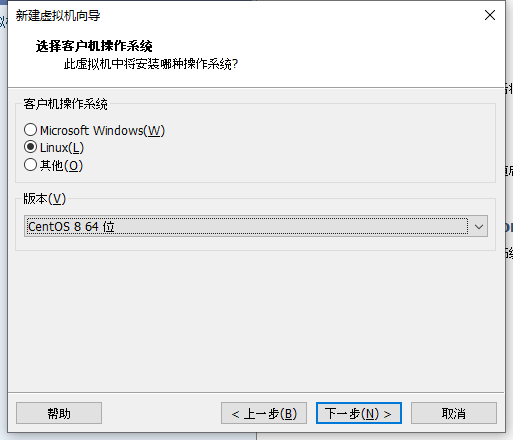 新建虚拟机向导
选择客户机操作系统
此虚拟机中将安装哪种操作系统?
客户机操作系统
Microsoft Windows(W)
Linux(L)
其他(O)
版本(V)
CentOS 8 64 位
帮助
< 上一步(B)
下一步(N) >
取消